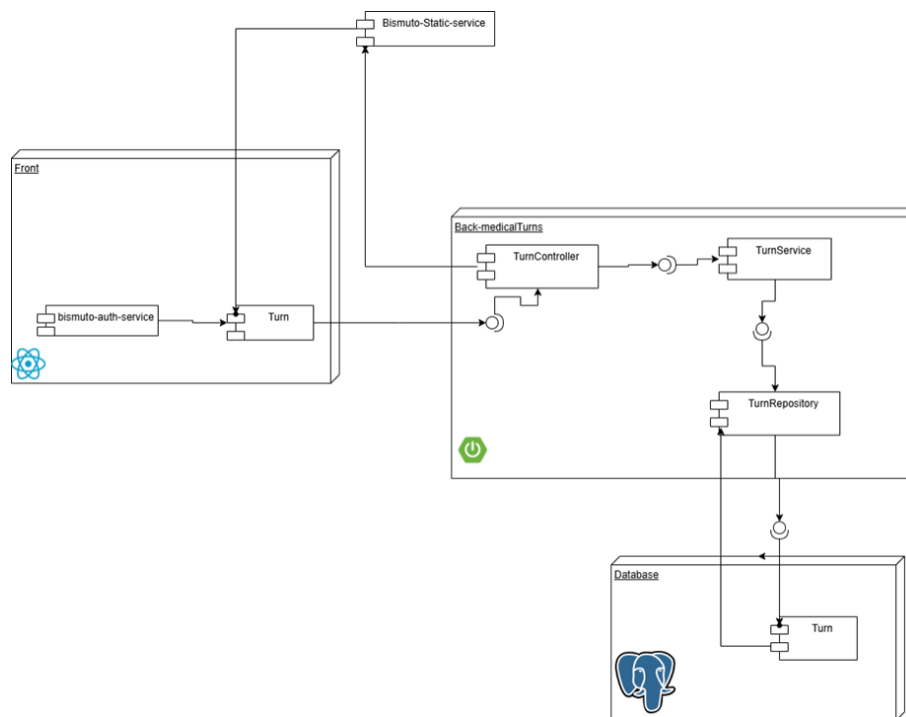 Bismuto-Static-service
Front
Back-medicalTurns
TurnController
TurnService
bismuto-auth-service
Turn
TurnRepository
Database
Turn